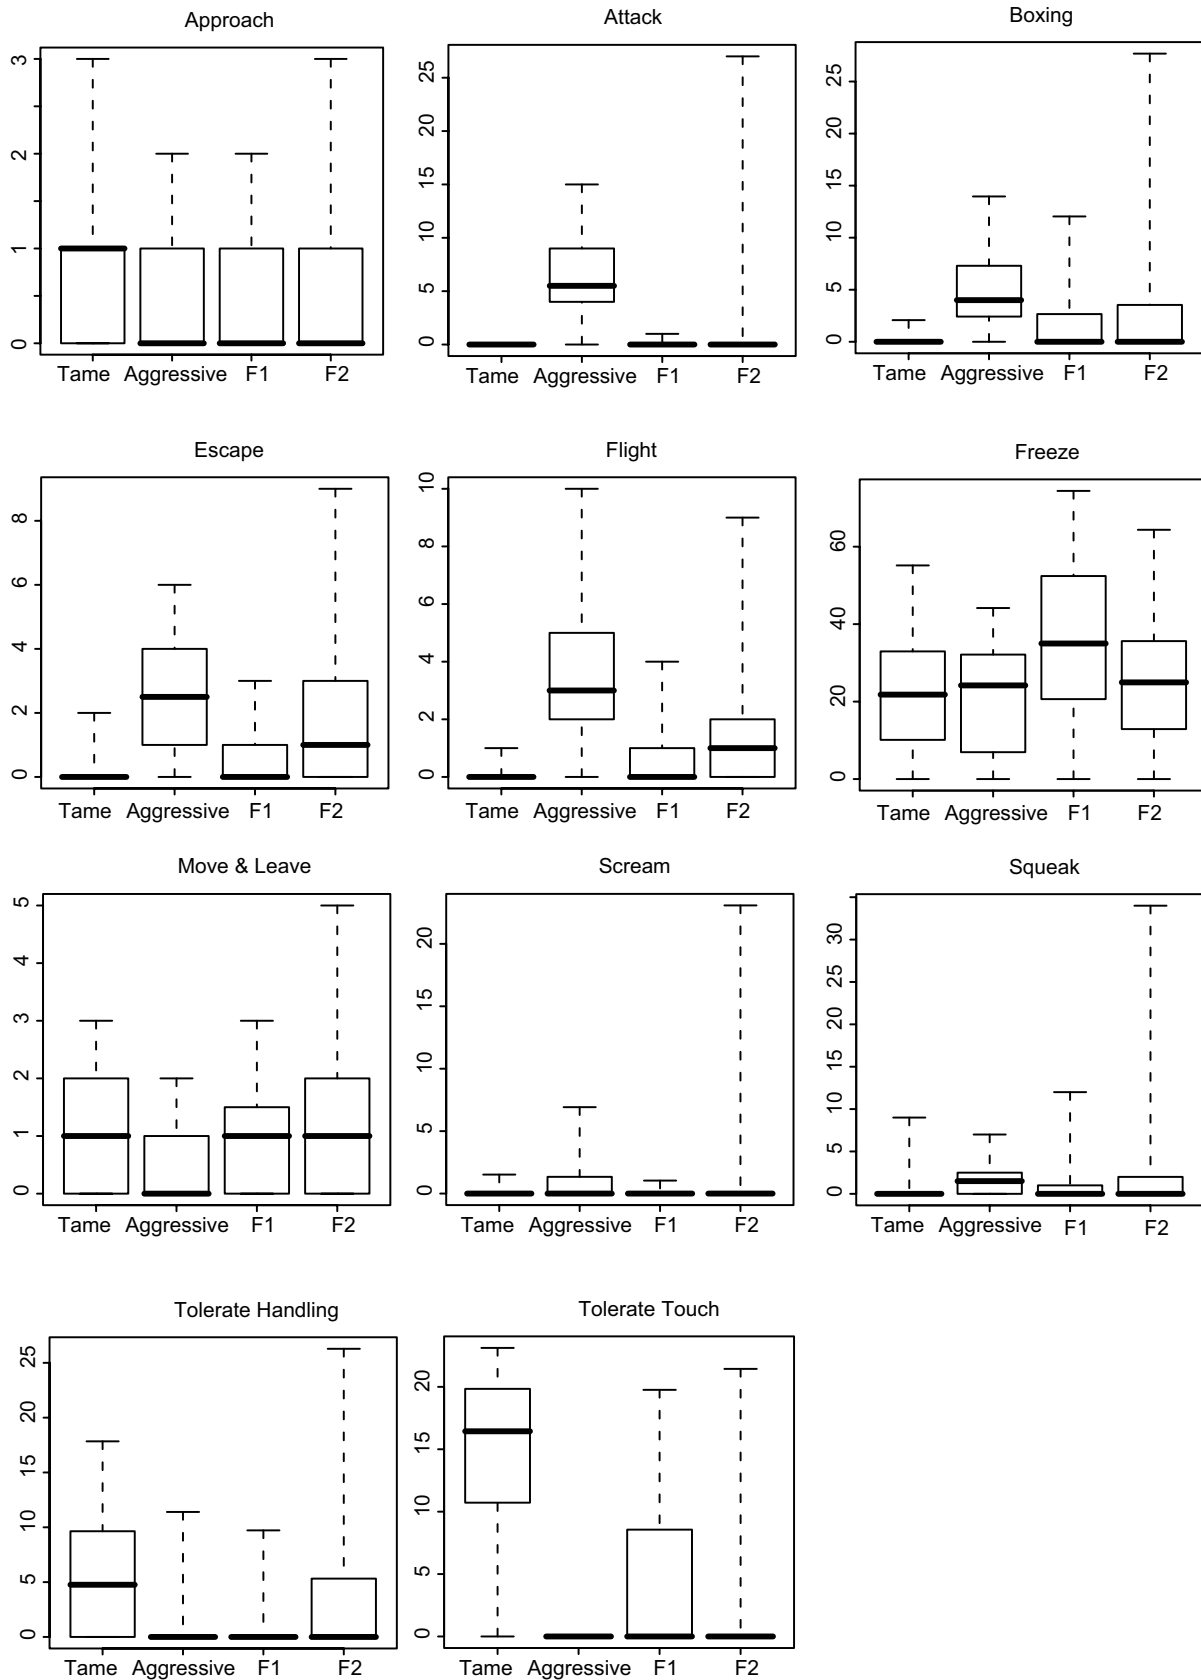 Approach
3
2
1
0
Tame Aggressive F1 F2
Attack
25
20
15
10
5
0
Tame Aggressive F1 F2
Boxing
25
20
15
10
5
0
Tame Aggressive F1 F2
Escape
8
6
4
2
0
Tame Aggressive F1 F2
Flight
10
8
6
4
2
0
Tame Aggressive F1 F2
Freeze
60
40
20
0
Tame Aggressive F1 F2
Move & Leave
5
4
3
2
1
0
Tame Aggressive F1 F2
Scream
20
15
10
5
0
Tame Aggressive F1 F2
Squeak
30
25
20
15
10
5
0
Tame Aggressive F1 F2
Tolerate Handling
25
20
15
10
5
0
Tame Aggressive F1 F2
Tolerate Touch
20
15
10
5
0
Tame Aggressive F1 F2